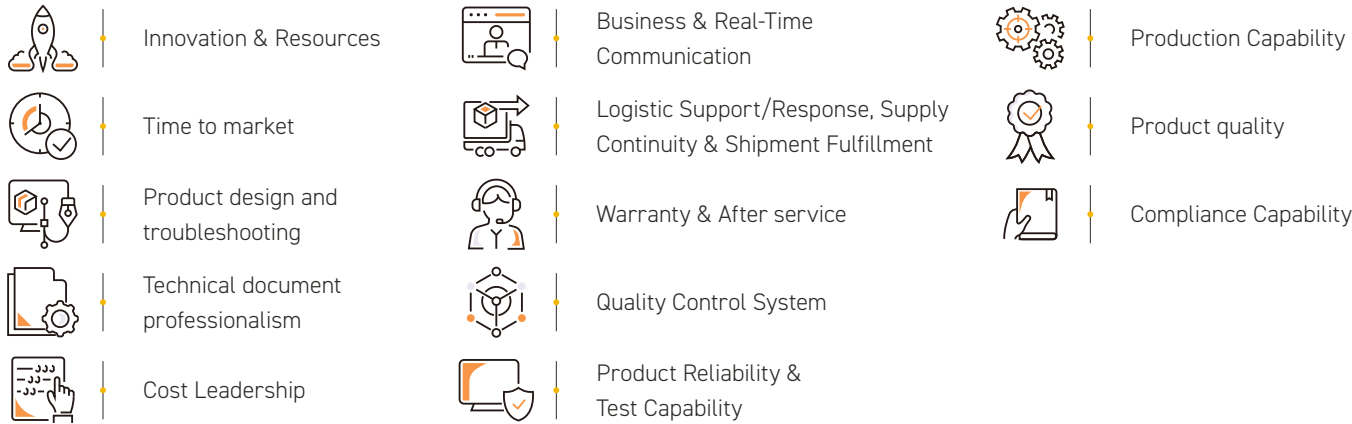 Innovation & Resources
Time to market
Product design and
troubleshooting
Technical document
professionalism
Cost Leadership
Business & Real-Time
Communication
Logistic Support/Response, Supply
Continuity & Shipment Fulfillment
Warranty & After service
Quality Control System
Product Reliability &
Test Capability
Production Capability
Product quality
Compliance Capability